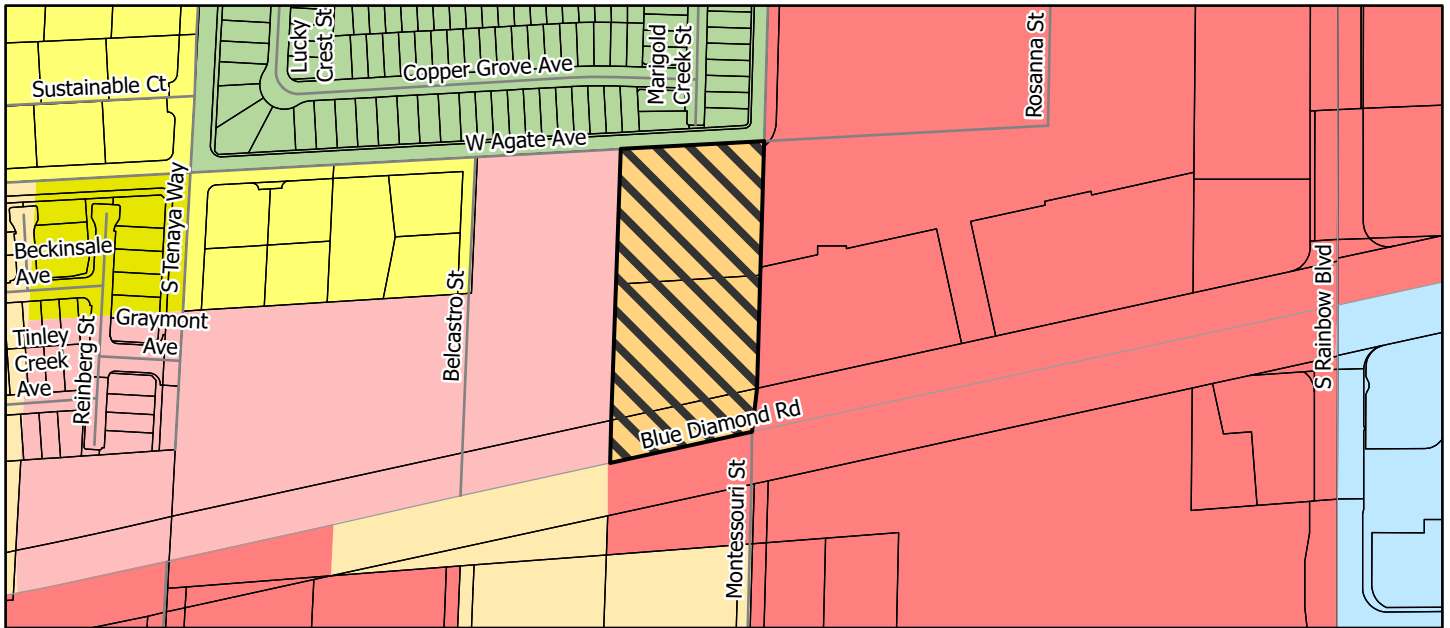 Lucky
Crest St
Marigold
Creek St
Rosanna St
Copper Grove Ave
Sustainable Ct
W Agate Ave
S Tenaya Way
Beckinsale
Ave
Belcastro St
S Rainbow Blvd
Graymont
Ave
Tinley
Creek
Ave
Reinberg St
Blue Diamond Rd
Montessouri St